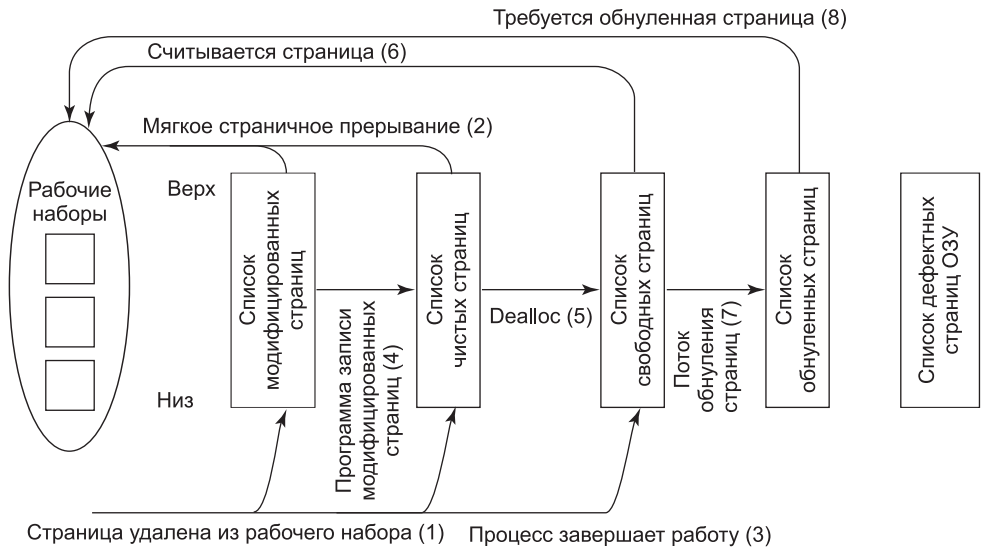 Требуется обнуленная страница (8)
Считывается страница (6)
Мягкое страничное прерывание (2)
Рабочие
наборы
Верх
Низ
Список
модифицированных
страниц
Программа записи
модифицированных
страниц (4)
Список
чистых страниц
Dealloc (5)
Список
свободных страниц
Поток
обнуления
страниц (7)
Список
обнуленных страниц
Список дефектных
страниц ОЗУ
Страница удалена из рабочего набора (1)
Процесс завершает работу (3)